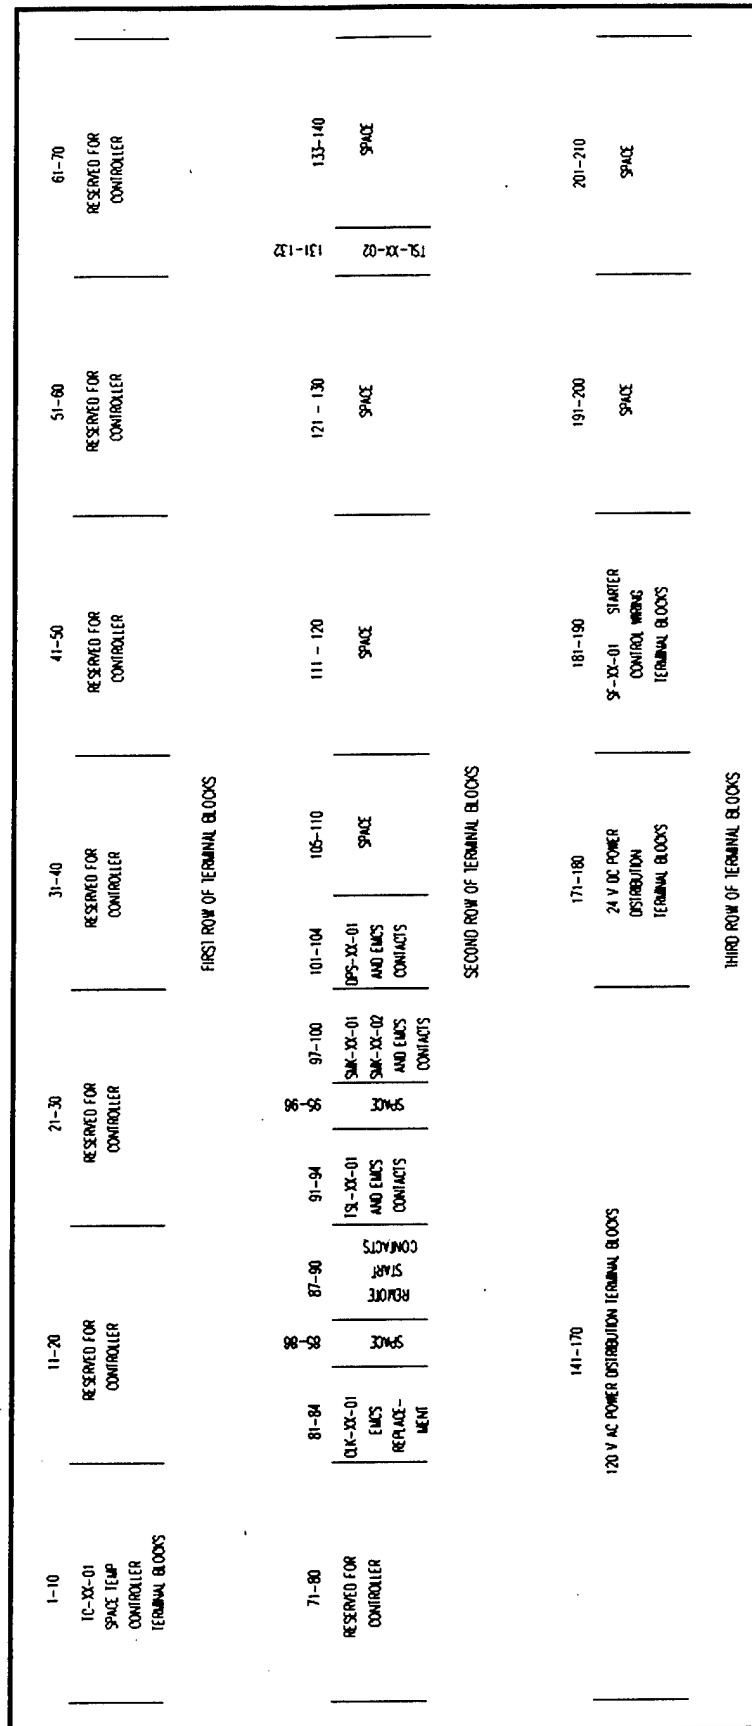 1-10
TC-XX-01
SPACE TEMP
CONTROLLER
TERMINAL BLOCKS
11-20
RESERVED FOR
CONTROLLER
21-30
RESERVED FOR
CONTROLLER
31-40
RESERVED FOR
CONTROLLER
41-50
RESERVED FOR
CONTROLLER
51-60
RESERVED FOR
CONTROLLER
61-70
RESERVED FOR
CONTROLLER
FIRST ROW OF TERMINAL BLOCKS
71-80
RESERVED FOR
CONTROLLER
81-84
CLK-XX-01
EMCS
REPLACE-
MENT
85-86
SPACE
87-90
REMOTE
START
CONTACTS
91-94
TSL-XX-01
AND EMCS
CONTACTS
95-96
SPACE
97-100
SMK-XX-01
SMK-XX-02
AND EMCS
CONTACTS
101-104
DPS-XX-01
AND EMCS
CONTACTS
105-110
SPACE
111 - 120
SPACE
121 - 130
SPACE
131-132
TSL-XX-02
133-140
SPACE
SECOND ROW OF TERMINAL BLOCKS
141-170
120 V AC POWER DISTRIBUTION TERMINAL BLOCKS
171-180
24 V DC POWER
DISTRIBUTION
TERMINAL BLOCKS
181-190
SF-XX-01 STARTER
CONTROL WIRING
TERMINAL BLOCKS
191-200
SPACE
201-210
SPACE
THIRD ROW OF TERMINAL BLOCKS